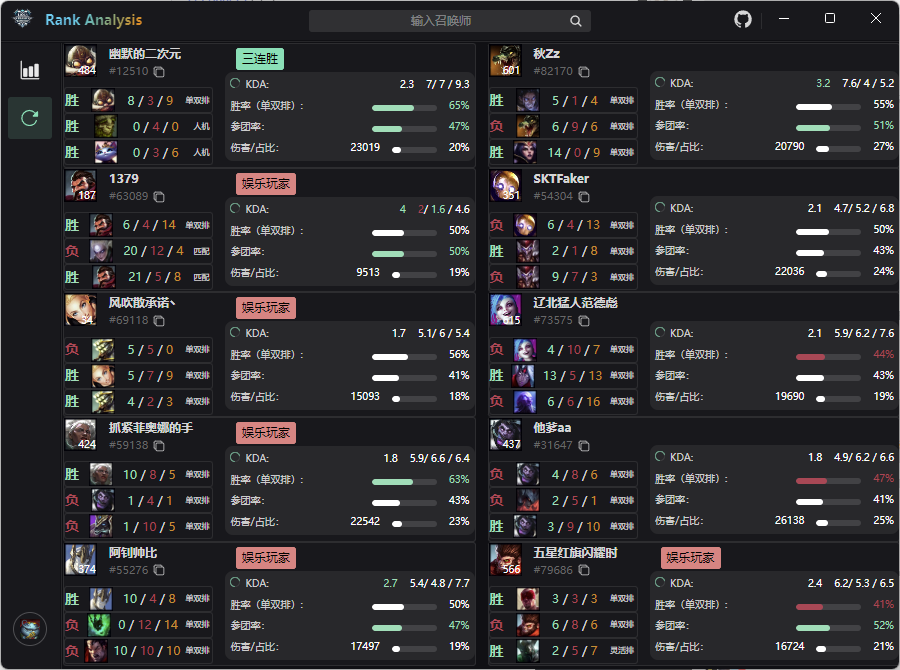 Rank Analysis
输入召唤师
484
幽默的二次元
#12510
三连胜
胜 8 / 3 / 9 单双排
胜 0 / 4 / 0 人机
胜 0 / 3 / 6 人机
KDA: 2.3 7/ 7/ 9.3
胜率（单双排）: 65%
参团率: 47%
伤害/占比: 23019 20%
601
秋Zz
#82170
胜 5 / 1 / 4 单双排
负 6 / 9 / 6 单双排
胜 14 / 0 / 9 单双排
KDA: 3.2 7.6/ 4/ 5.2
胜率（单双排）: 55%
参团率: 51%
伤害/占比: 20790 27%
187
1379
#63089
娱乐玩家
胜 6 / 4 / 14 单双排
负 20 / 12 / 4 匹配
胜 21 / 5 / 8 匹配
KDA: 4 2/ 1.6/ 4.6
胜率（单双排）: 50%
参团率: 50%
伤害/占比: 9513 19%
351
SKTFaker
#54304
负 6 / 4 / 13 单双排
胜 2 / 1 / 8 单双排
负 9 / 7 / 3 单双排
KDA: 2.1 4.7/ 5.2/ 6.8
胜率（单双排）: 50%
参团率: 43%
伤害/占比: 22036 24%
风吹散承诺丶
#69118
娱乐玩家
负 5 / 5 / 0 单双排
胜 5 / 7 / 9 单双排
胜 4 / 2 / 3 单双排
KDA: 1.7 5.1/ 6/ 5.4
胜率（单双排）: 56%
参团率: 41%
伤害/占比: 15093 18%
615
辽北猛人范德彪
#73575
负 4 / 10 / 7 单双排
胜 13 / 5 / 13 单双排
负 6 / 6 / 16 单双排
KDA: 2.1 5.9/ 6.2/ 7.6
胜率（单双排）: 44%
参团率: 43%
伤害/占比: 19690 19%
424
抓紧菲奥娜的手
#59138
娱乐玩家
胜 10 / 8 / 5 单双排
负 1 / 4 / 1 单双排
负 1 / 10 / 5 单双排
KDA: 1.8 5.9/ 6.6/ 6.4
胜率（单双排）: 63%
参团率: 43%
伤害/占比: 22542 23%
437
他爹aa
#31647
负 4 / 8 / 6 单双排
负 2 / 5 / 1 单双排
胜 3 / 9 / 10 单双排
KDA: 1.8 4.9/ 6.2/ 6.6
胜率（单双排）: 47%
参团率: 41%
伤害/占比: 26138 25%
374
阿钊帅比
#55276
娱乐玩家
胜 10 / 4 / 8 单双排
负 0 / 12 / 14 单双排
负 10 / 10 / 10 单双排
KDA: 2.7 5.4/ 4.8/ 7.7
胜率（单双排）: 50%
参团率: 47%
伤害/占比: 17497 19%
566
五星红旗闪耀时
#79686
娱乐玩家
胜 3 / 3 / 3 单双排
负 6 / 8 / 6 单双排
胜 2 / 5 / 7 灵活排
KDA: 2.4 6.2/ 5.3/ 6.5
胜率（单双排）: 41%
参团率: 52%
伤害/占比: 16724 21%